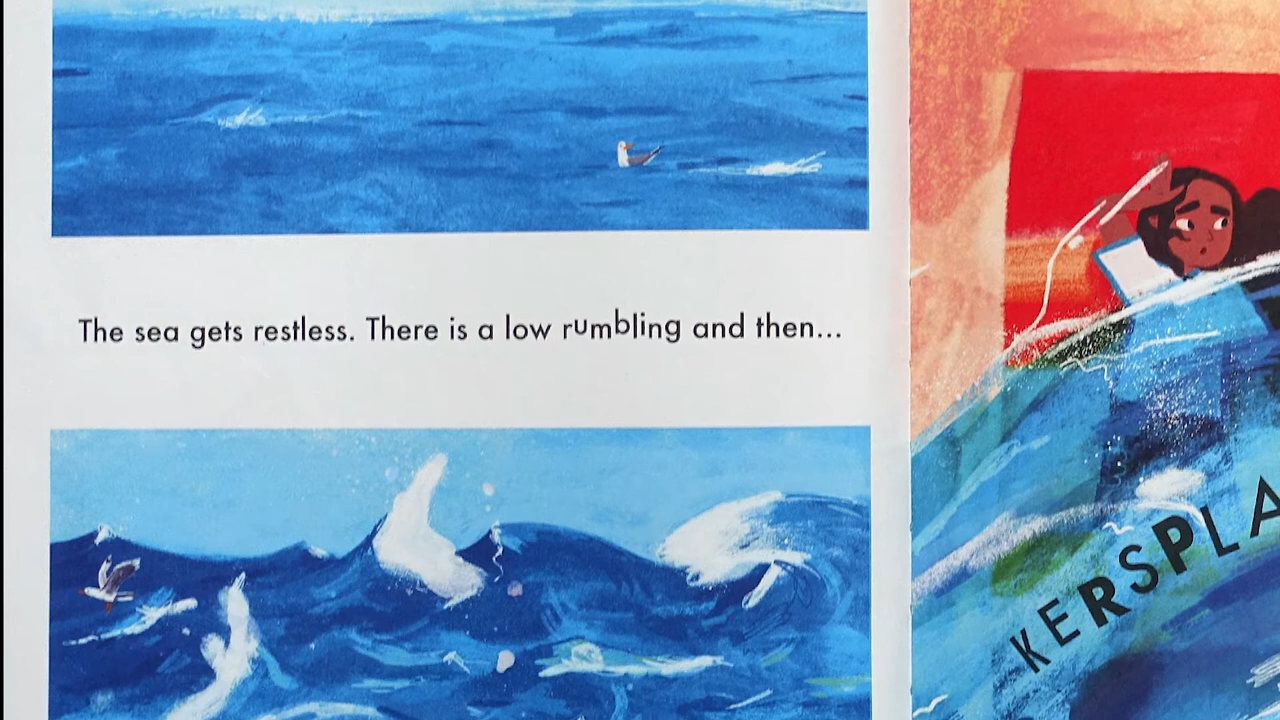 The sea gets restless. There is a low rumbling and then...
KERSPLA